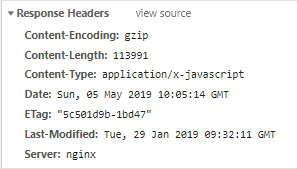 ▼ Response Headers view source
Content-Encoding: gzip
Content-Length: 113991
Content-Type: application/x-javascript
Date: Sun, 05 May 2019 10:05:14 GMT
ETag: "5c501d9b-1bd47"
Last-Modified: Tue, 29 Jan 2019 09:32:11 GMT
Server: nginx